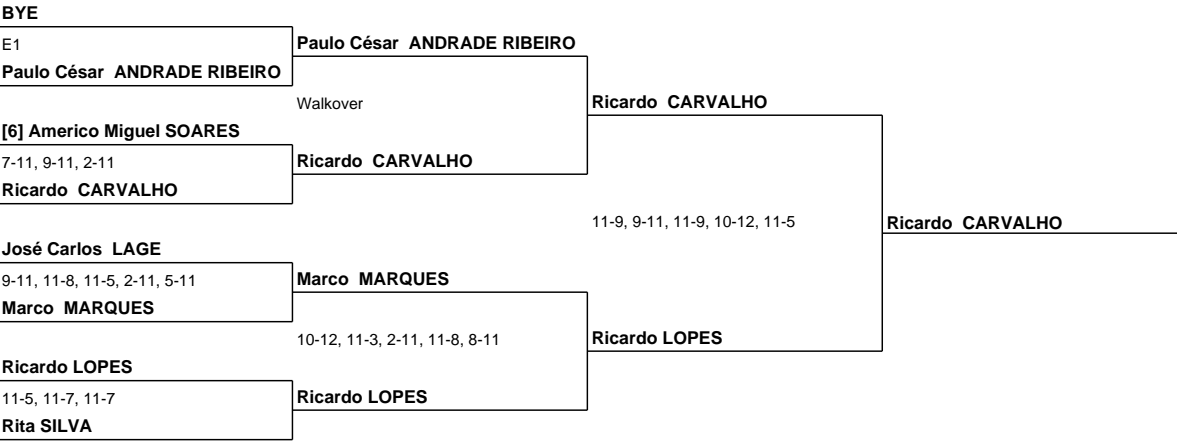 BYE
E1
Paulo César ANDRADE RIBEIRO
Paulo César ANDRADE RIBEIRO
Walkover
Ricardo CARVALHO
[6] Americo Miguel SOARES
7-11, 9-11, 2-11
Ricardo CARVALHO
Ricardo CARVALHO
11-9, 9-11, 11-9, 10-12, 11-5
Ricardo CARVALHO
José Carlos LAGE
9-11, 11-8, 11-5, 2-11, 5-11
Marco MARQUES
Marco MARQUES
10-12, 11-3, 2-11, 11-8, 8-11
Ricardo LOPES
Ricardo LOPES
11-5, 11-7, 11-7
Ricardo LOPES
Rita SILVA